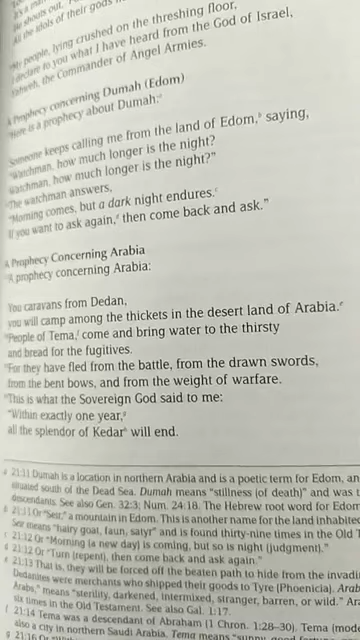 He shouts out.
All the idols of their gods
My people, lying crushed on the threshing floor,
I declare to you what I have heard from the God of Israel,
Yahweh, the Commander of Angel Armies.
A Prophecy concerning Dumah (Edom)
Here is a prophecy about Dumah:
Someone keeps calling me from the land of Edom,ᵇ saying,
"Watchman, how much longer is the night?
Watchman, how much longer is the night?"
The watchman answers,
"Morning comes, but a dark night endures.ᶜ
If you want to ask again,ᵈ then come back and ask."
A Prophecy Concerning Arabia
A prophecy concerning Arabia:
You caravans from Dedan,
you will camp among the thickets in the desert land of Arabia.ᵉ
People of Tema,ᶠ come and bring water to the thirsty
and bread for the fugitives.
For they have fled from the battle, from the drawn swords,
from the bent bows, and from the weight of warfare.
This is what the Sovereign God said to me:
"Within exactly one year,ᵍ
all the splendor of Kedarʰ will end.
a 21:11 Dumah is a location in northern Arabia and is a poetic term for Edom, an
situated south of the Dead Sea. Dumah means "stillness (of death)" and was
descendants. See also Gen. 32:3; Num. 24:18. The Hebrew root word for Edom
b 21:11 Or "Seir," a mountain in Edom. This is another name for the land inhabite
Seir means "hairy goat, faun, satyr" and is found thirty-nine times in the Old T
c 21:12 Or "Morning (a new day) is coming, but so is night (judgment)."
d 21:12 Or "Turn (repent), then come back and ask again."
e 21:13 That is, they will be forced off the beaten path to hide from the invadi
Dedanites were merchants who shipped their goods to Tyre (Phoenicia). Arab
Arabs," means "sterility, darkened, intermixed, stranger, barren, or wild." Ar
six times in the Old Testament. See also Gal. 1:17.
f 21:14 Tema was a descendant of Abraham (1 Chron. 1:28–30). Tema (mod
also a city in northern Saudi Arabia. Tema means
g 21:16 Or